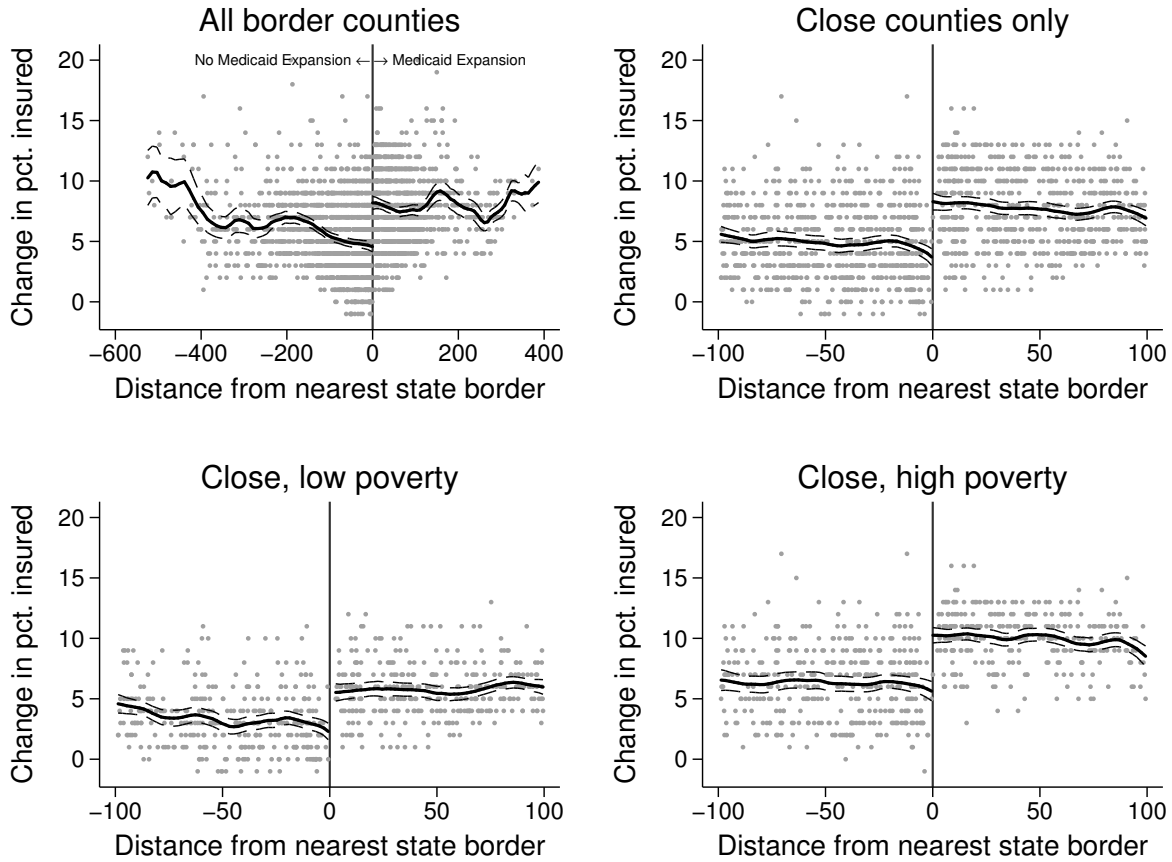 All border counties
Change in pct. insured
20
15
10
5
0
No Medicaid Expansion ←→ Medicaid Expansion
−600 −400 −200 0 200 400
Distance from nearest state border
Close counties only
Change in pct. insured
20
15
10
5
0
−100 −50 0 50 100
Distance from nearest state border
Close, low poverty
Change in pct. insured
20
15
10
5
0
−100 −50 0 50 100
Distance from nearest state border
Close, high poverty
Change in pct. insured
20
15
10
5
0
−100 −50 0 50 100
Distance from nearest state border